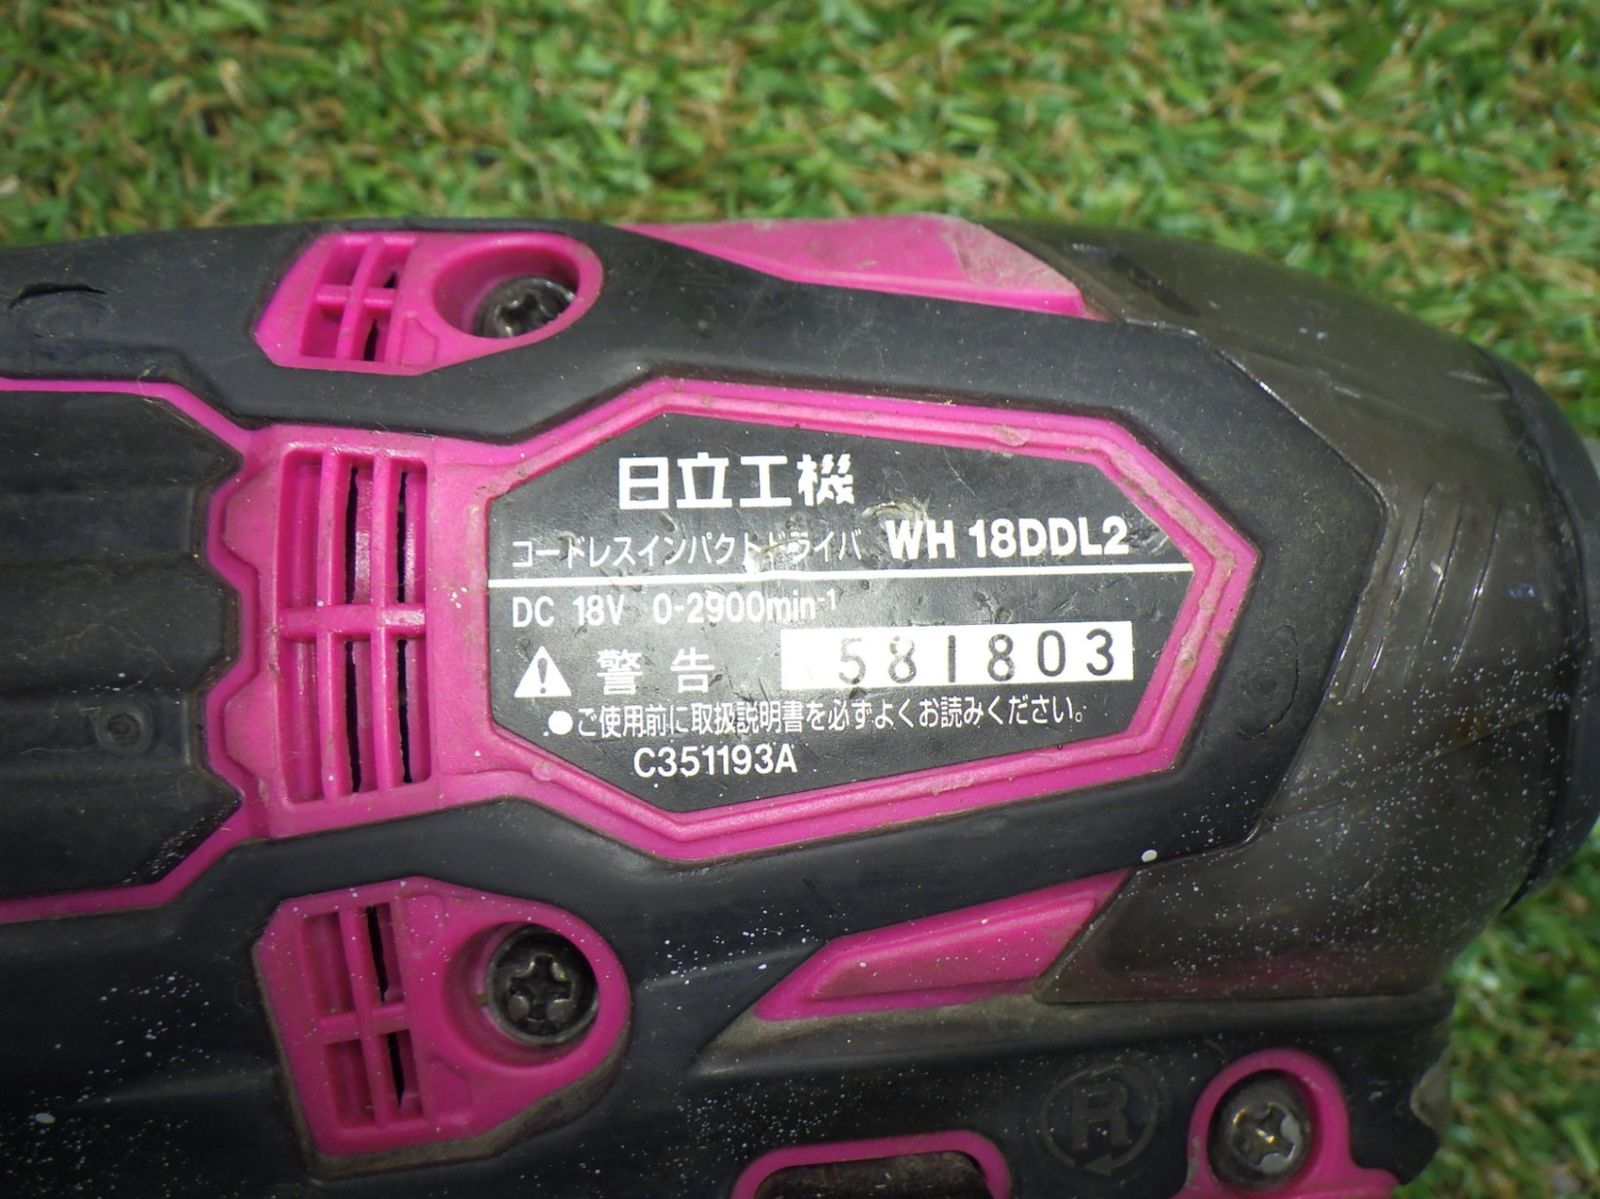 日立工機
コードレスインパクトドライバ WH 18DDL2
DC 18V 0-2900min⁻¹
警告 581803
●ご使用前に取扱説明書を必ずよくお読みください。
C351193A
R